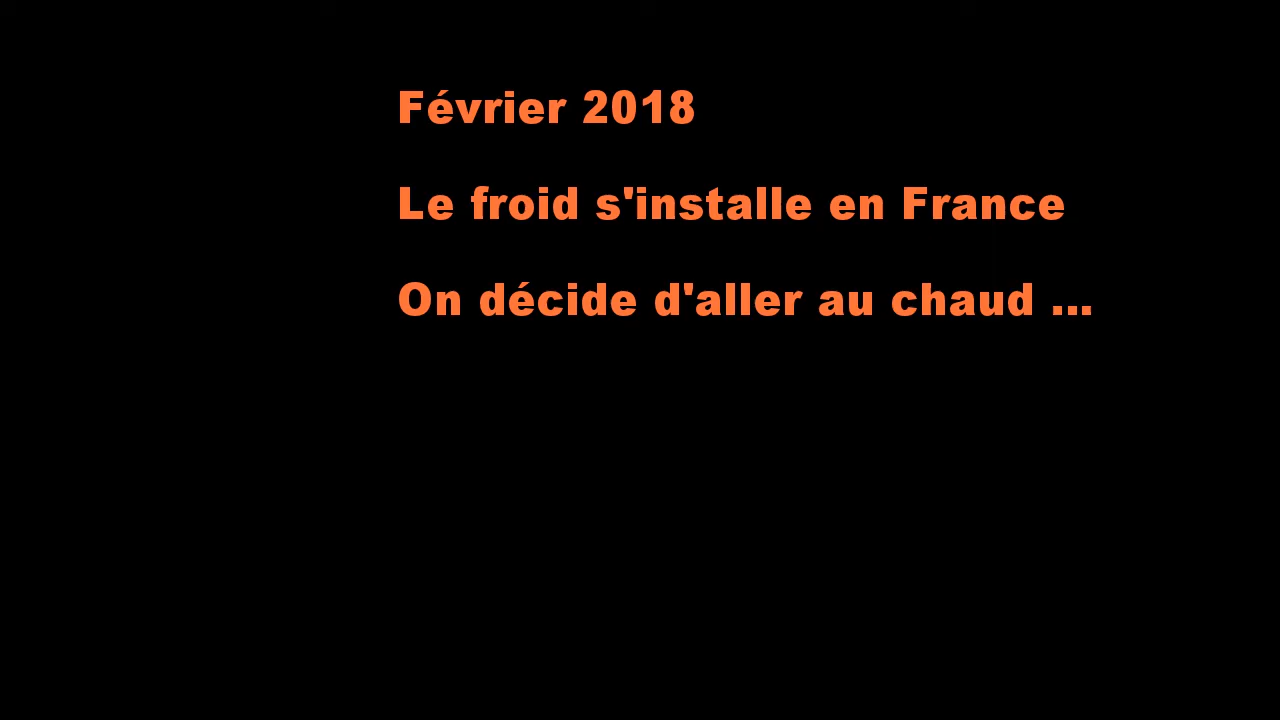 Février 2018
Le froid s'installe en France
On décide d'aller au chaud ...